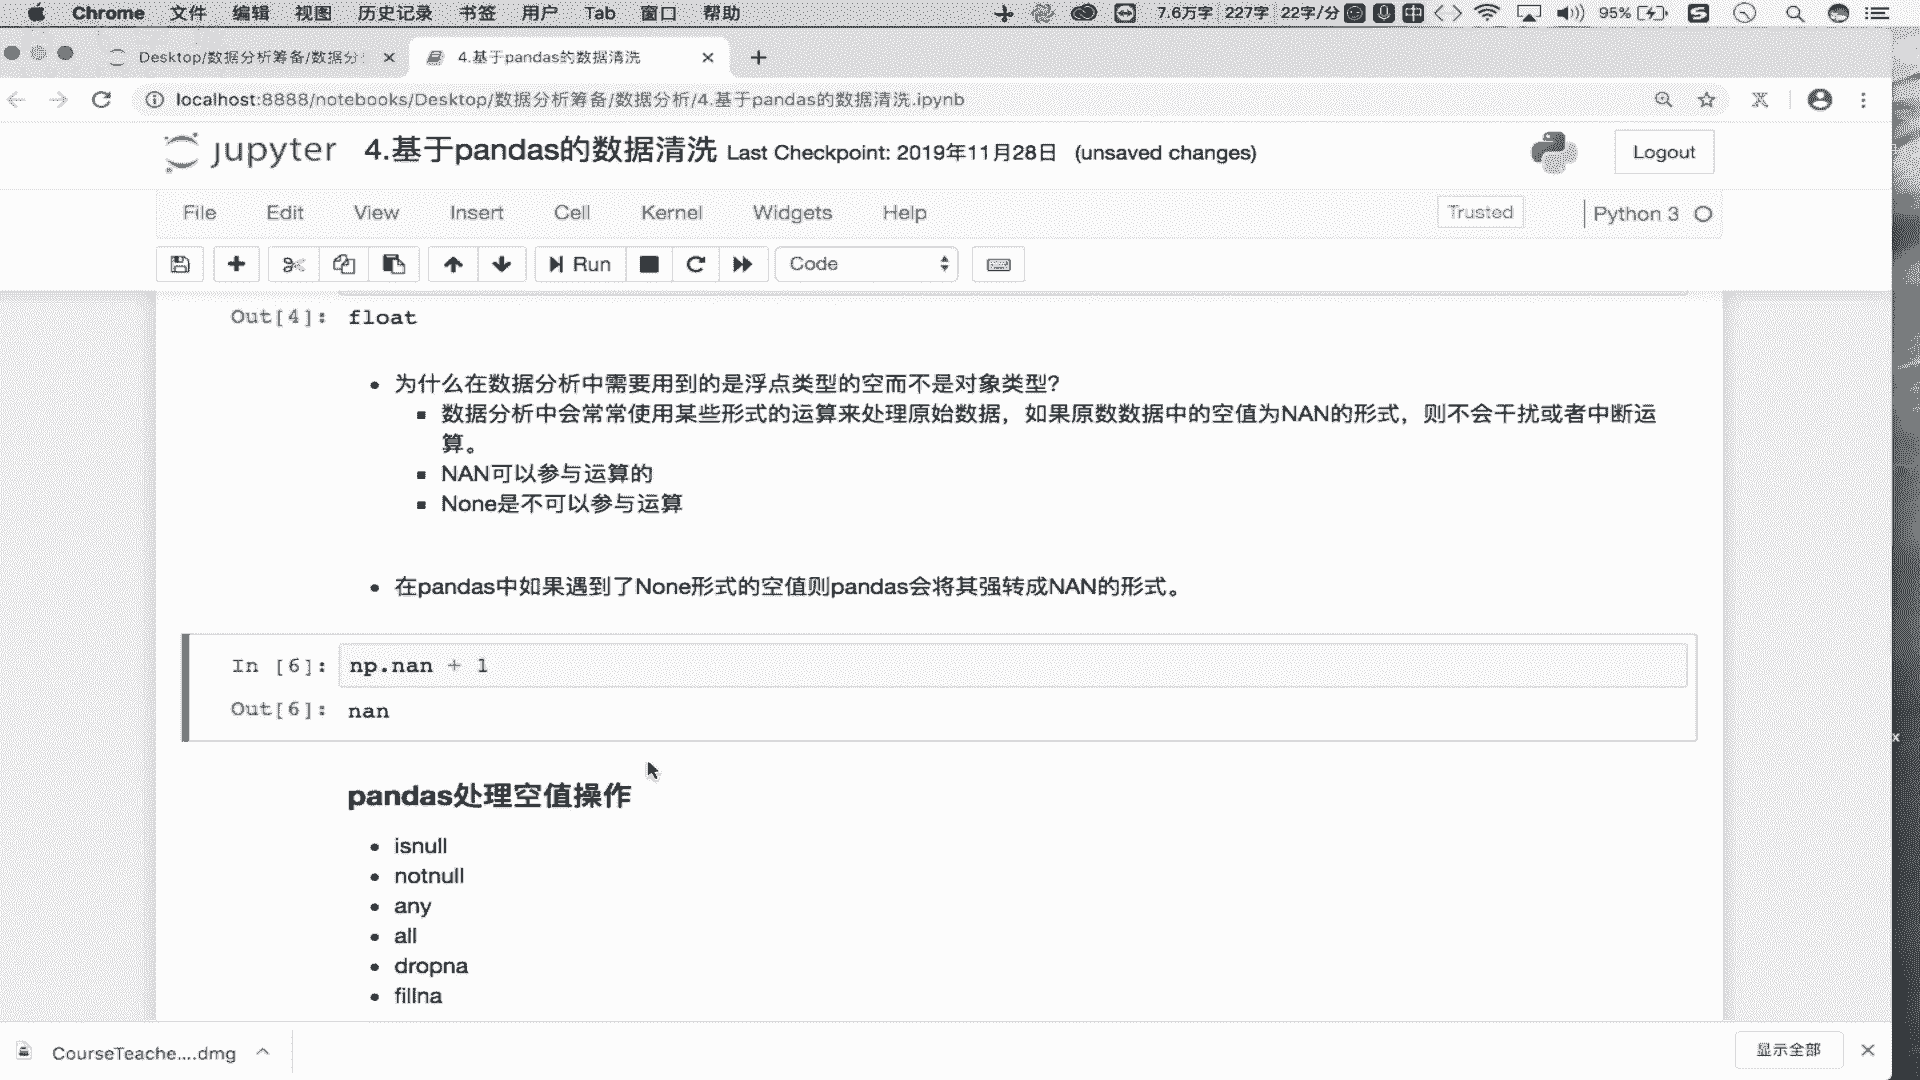 Chrome 文件 编辑 视图 历史记录 书签 用户 Tab 窗口 帮助 7.6万字 227字 22字/分 中 95%
Desktop/数据分析筹备/数据分
4.基于pandas的数据清洗
localhost:8888/notebooks/Desktop/数据分析筹备/数据分析/4.基于pandas的数据清洗.ipynb
jupyter 4.基于pandas的数据清洗 Last Checkpoint: 2019年11月28日 (unsaved changes)
Logout
File Edit View Insert Cell Kernel Widgets Help
Trusted
Python 3
Run
Code
Out[4]: float
• 为什么在数据分析中需要用到的是浮点类型的空而不是对象类型?
▪ 数据分析中会常常使用某些形式的运算来处理原始数据，如果原数数据中的空值为NAN的形式，则不会干扰或者中断运
算。
▪ NAN可以参与运算的
▪ None是不可以参与运算
• 在pandas中如果遇到了None形式的空值则pandas会将其强转成NAN的形式。
In [6]: np.nan + 1
Out[6]: nan
pandas处理空值操作
• isnull
• notnull
• any
• all
• dropna
• fillna
CourseTeache....dmg
显示全部